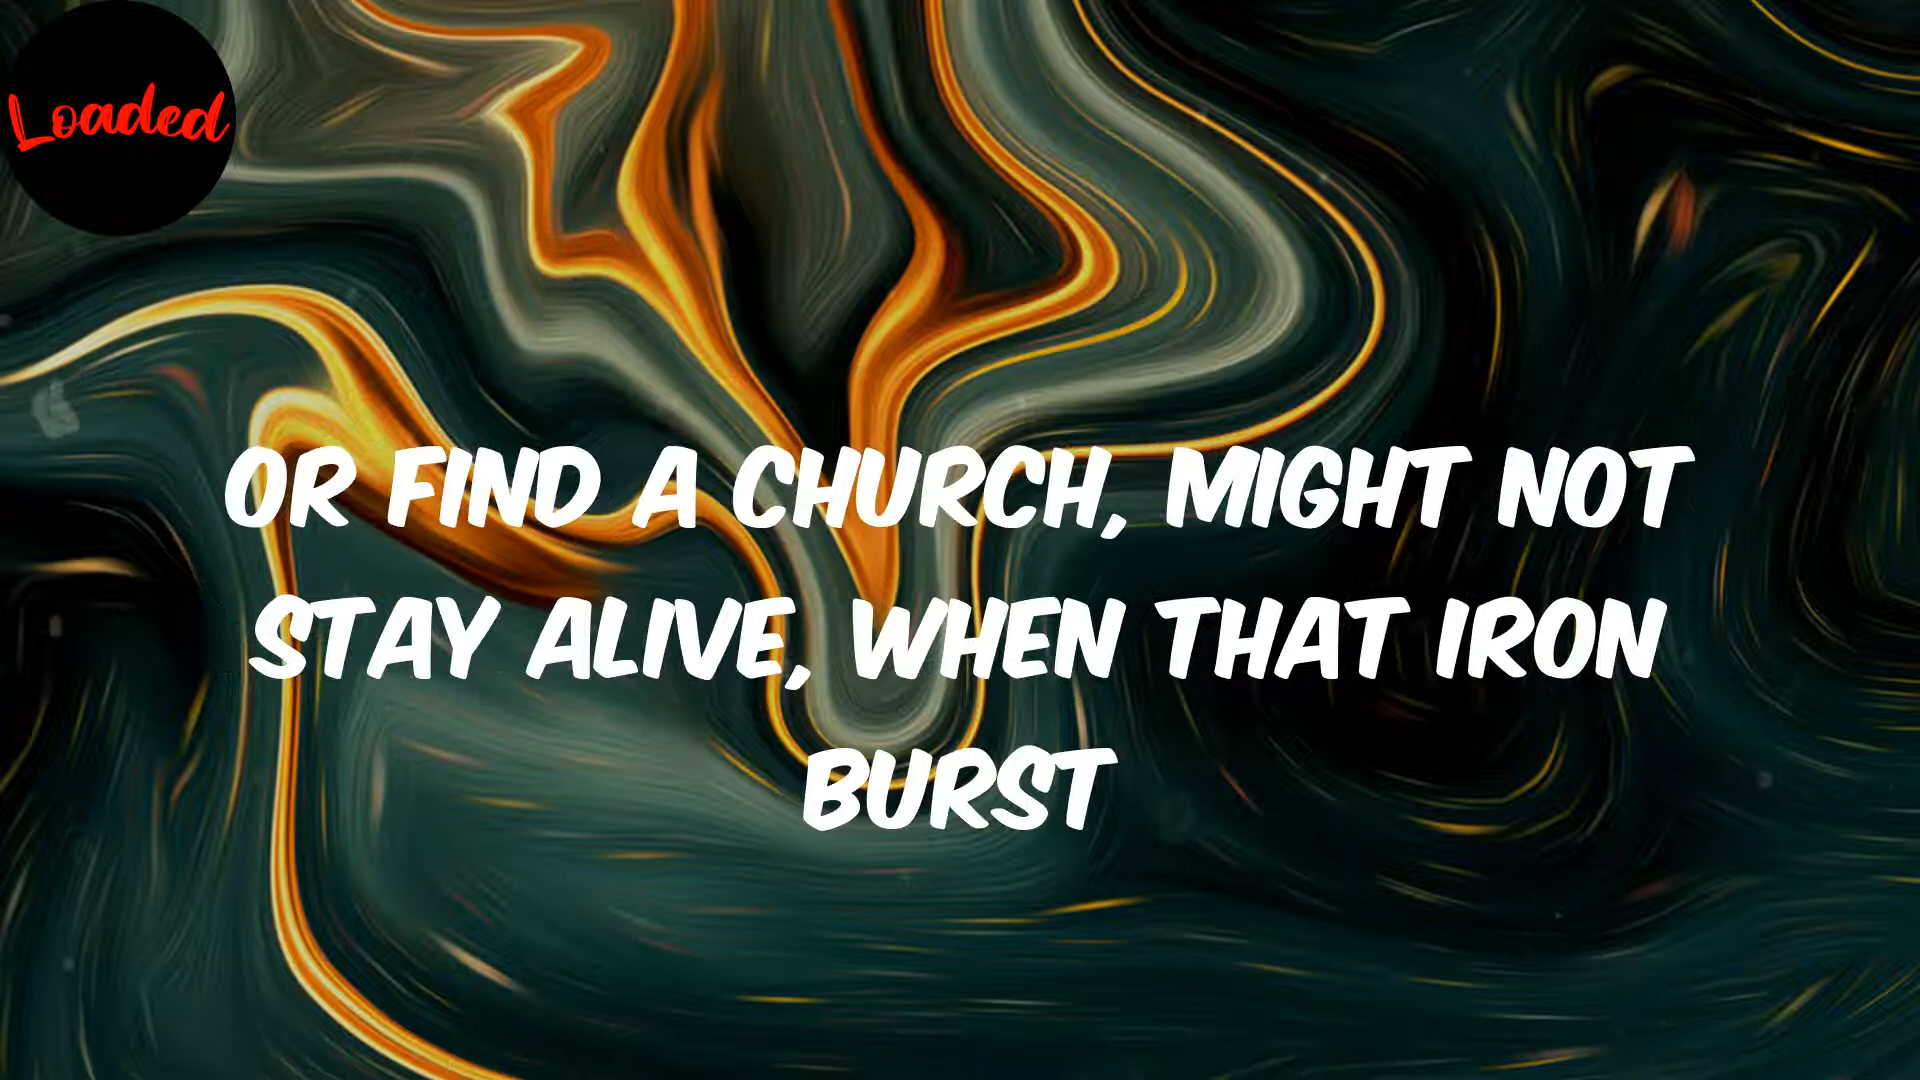 Loaded
OR FIND A CHURCH, MIGHT NOT
STAY ALIVE, WHEN THAT IRON
BURST